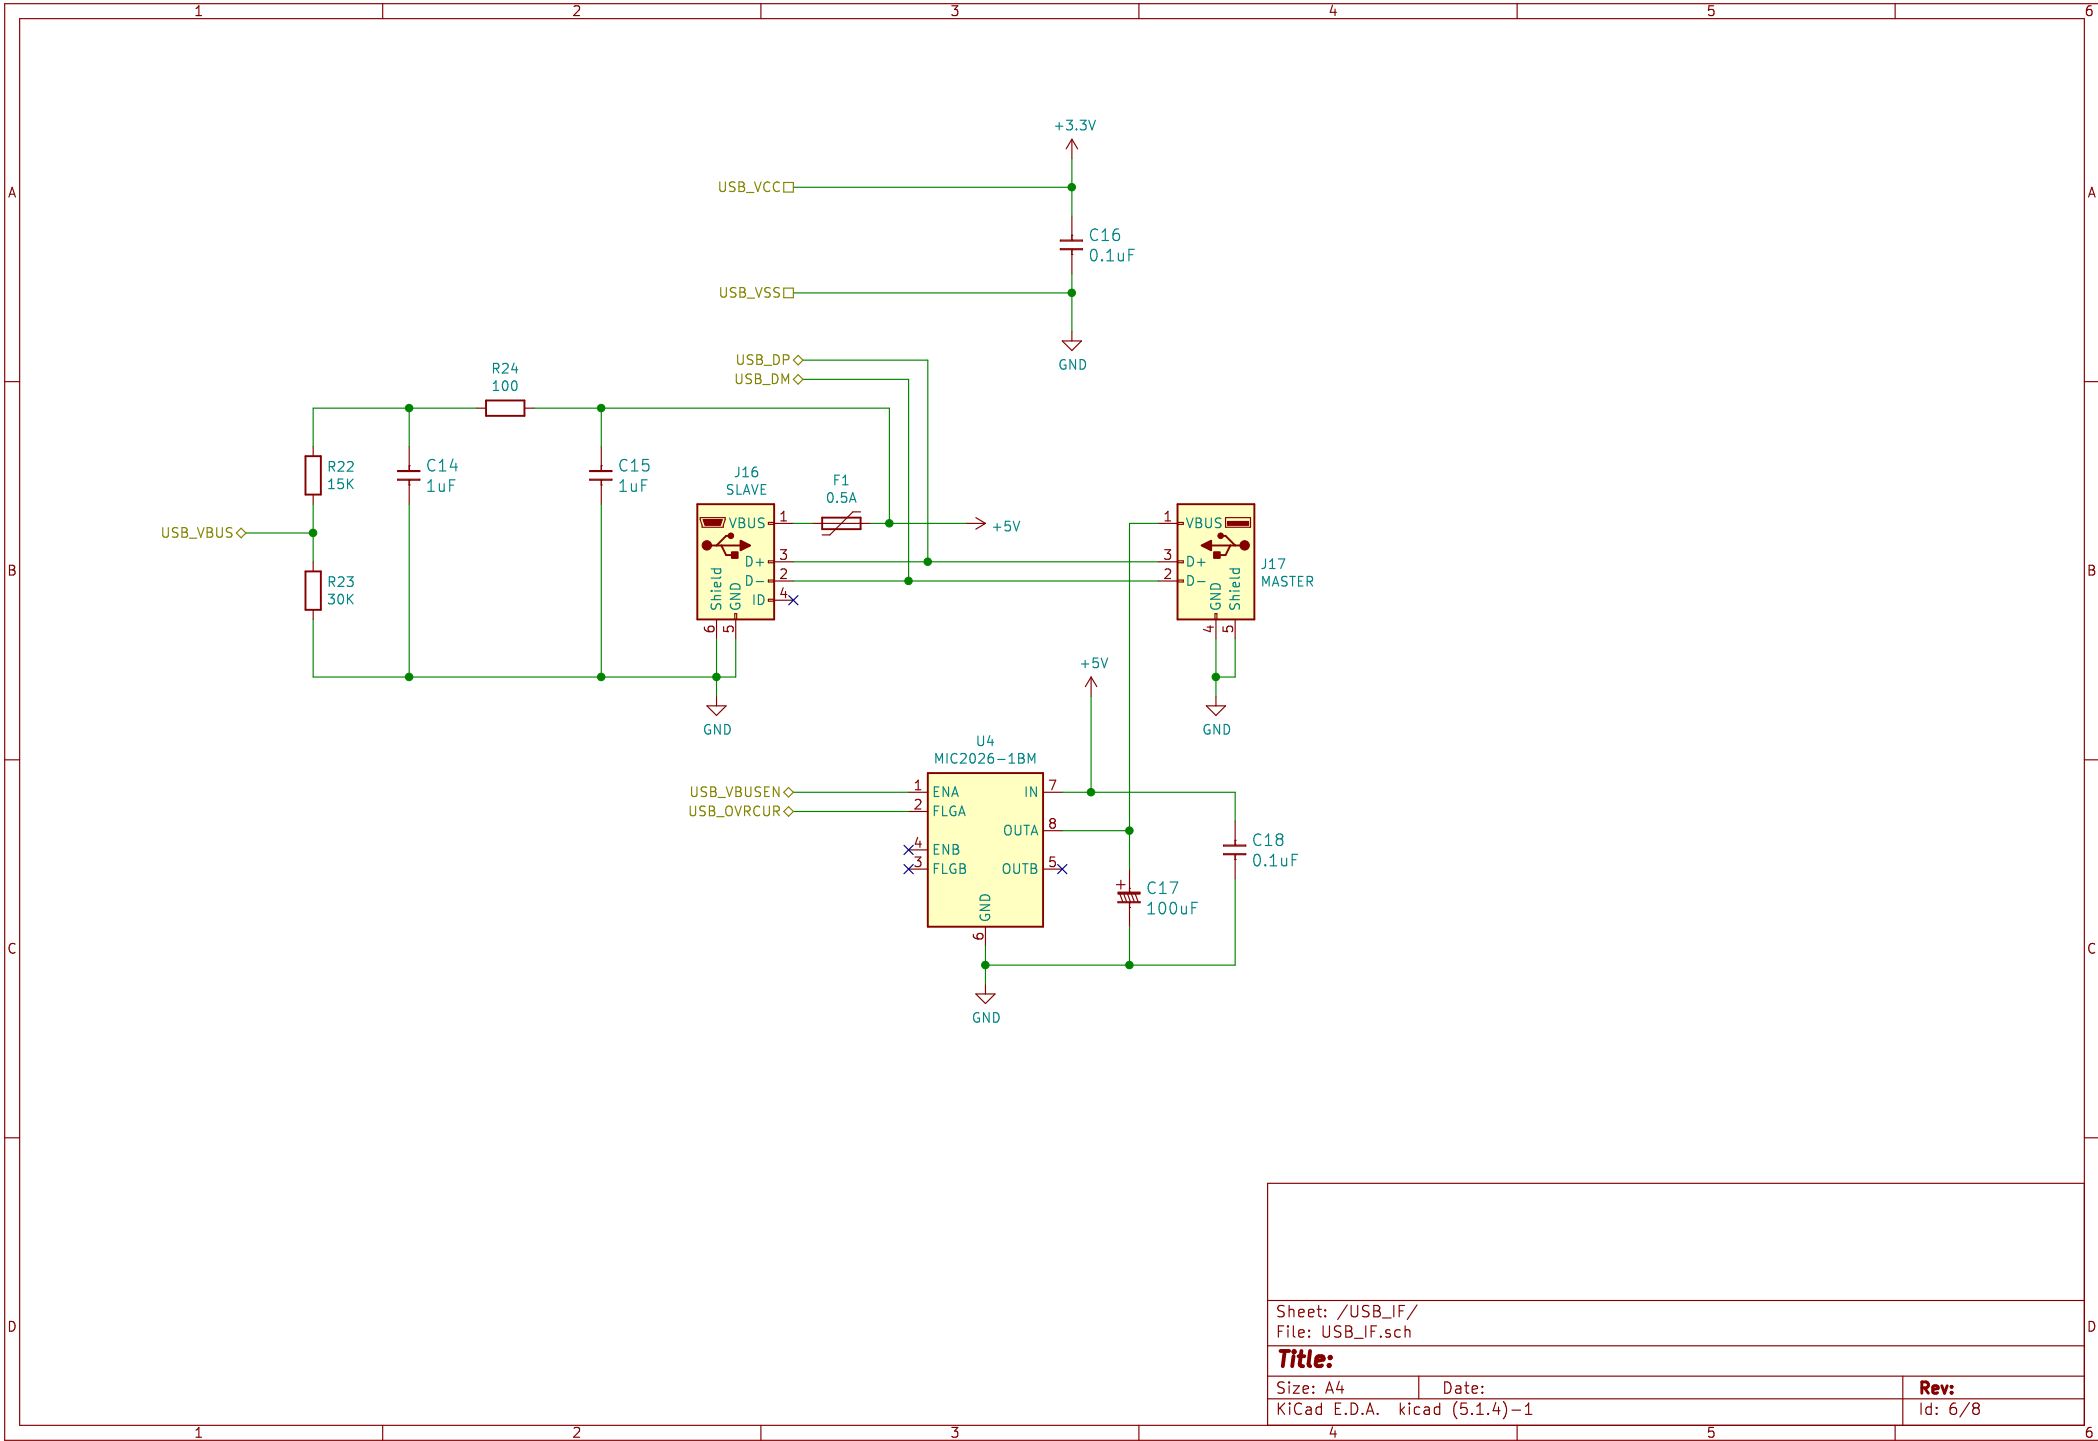 1 2 3 4 5 6
+3.3V
A USB_VCC A
C16
0.1uF
USB_VSS
GND
USB_DP
USB_DM
R24
100
R22
15K
C14
1uF
C15
1uF
J16
SLAVE
F1
0.5A
+5V
USB_VBUS
VBUS 1
D+ 3
D- 2
ID 4
Shield 6
GND 5
1 VBUS
3 D+
2 D-
GND 4
Shield 5
J17
MASTER
B B
R23
30K
GND
GND
+5V
U4
MIC2026-1BM
USB_VBUSEN 1 ENA IN 7
USB_OVRCUR 2 FLGA
OUTA 8
4 ENB
3 FLGB OUTB 5
GND 6
C18
0.1uF
+
C17
100uF
C C
GND
Sheet: /USB_IF/
File: USB_IF.sch
D D
Title:
Size: A4 Date: Rev:
KiCad E.D.A. kicad (5.1.4)-1 Id: 6/8
1 2 3 4 5 6